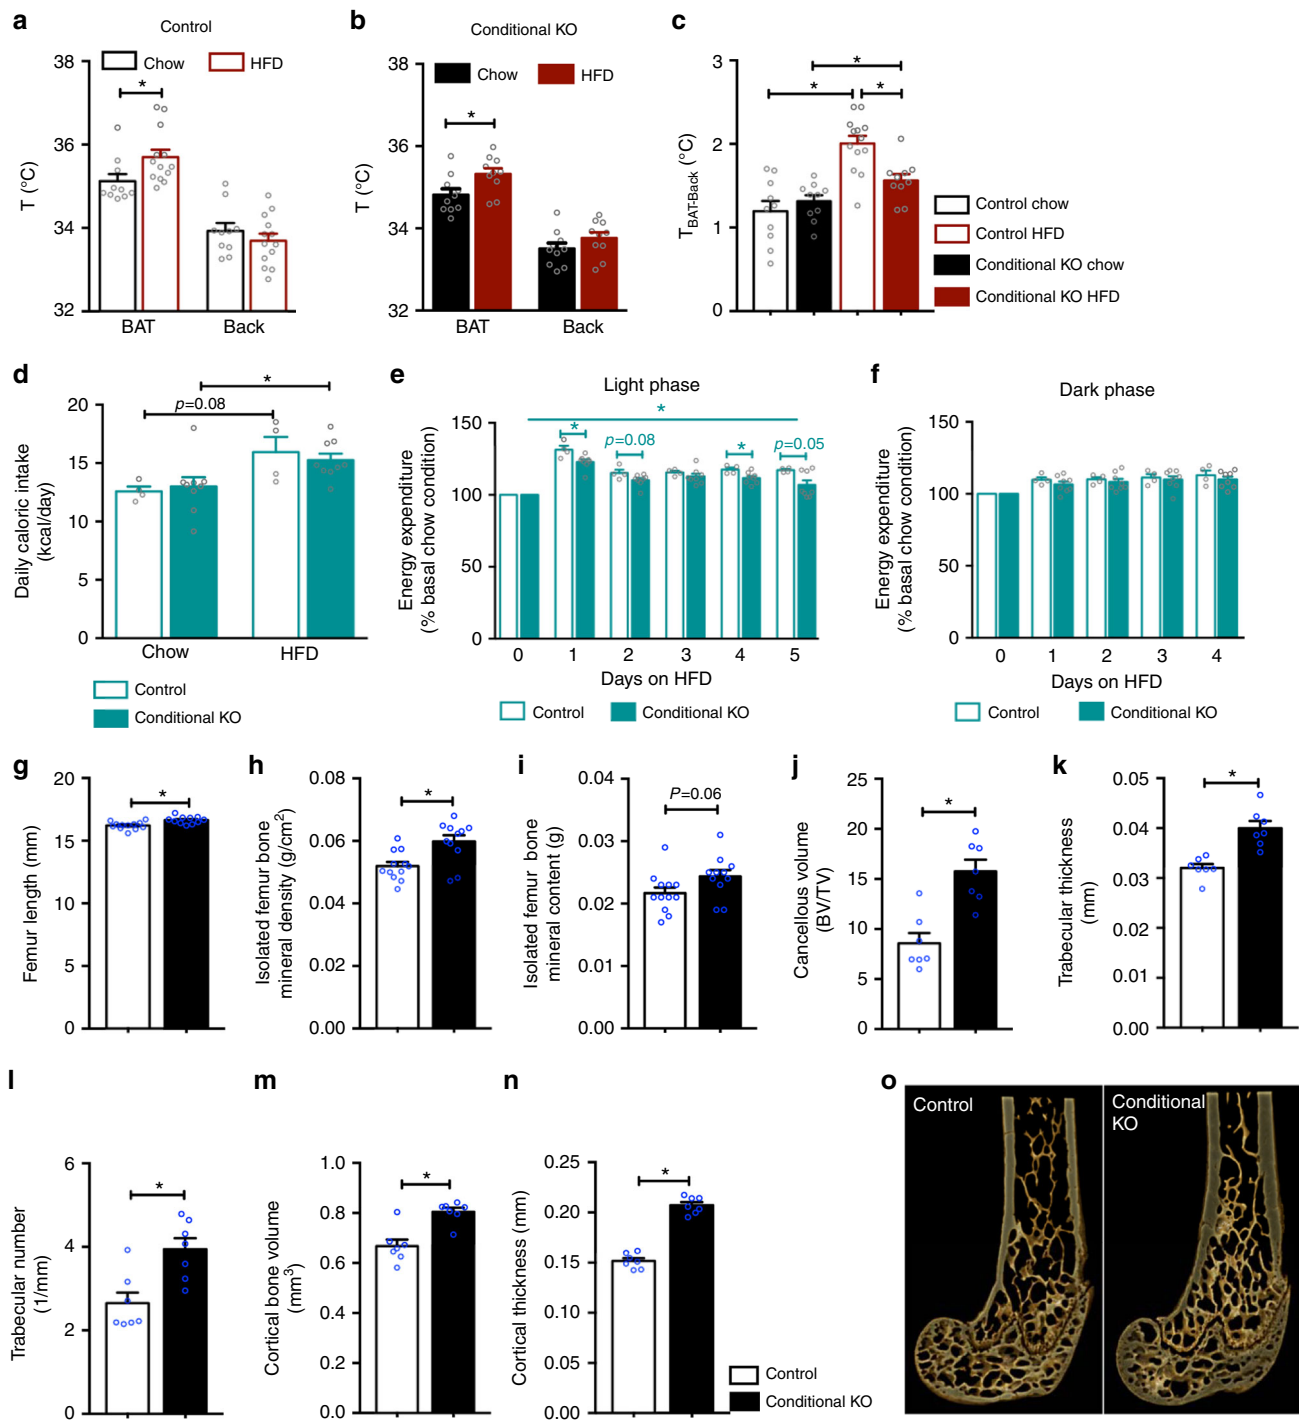 a
Control
Chow
HFD
T (°C)
38
36
34
32
*
BAT
Back
b
Conditional KO
Chow
HFD
T (°C)
38
36
34
32
*
BAT
Back
c
T_BAT-Back (°C)
3
2
1
0
*
*
*
Control chow
Control HFD
Conditional KO chow
Conditional KO HFD
d
Daily caloric intake
(kcal/day)
20
15
10
5
0
*
p=0.08
Chow
HFD
Control
Conditional KO
e
Light phase
Energy expenditure
(% basal chow condition)
150
100
50
0
*
*
p=0.08
*
p=0.05
0 1 2 3 4 5
Days on HFD
Control
Conditional KO
f
Dark phase
Energy expenditure
(% basal chow condition)
150
100
50
0
0 1 2 3 4
Days on HFD
Control
Conditional KO
g
Femur length (mm)
20
15
10
5
0
*
h
Isolated femur bone
mineral density (g/cm²)
0.08
0.06
0.04
0.02
0.00
*
i
Isolated femur bone
mineral content (g)
0.04
0.03
0.02
0.01
0.00
P=0.06
j
Cancellous volume
(BV/TV)
25
20
15
10
5
0
*
k
Trabecular thickness
(mm)
0.05
0.04
0.03
0.02
0.01
0.00
*
l
Trabecular number
(1/mm)
6
4
2
0
*
m
Cortical bone volume
(mm³)
1.0
0.8
0.6
0.4
0.2
0.0
*
n
Cortical thickness (mm)
0.25
0.20
0.15
0.10
0.05
0.00
*
Control
Conditional KO
o
Control
Conditional
KO